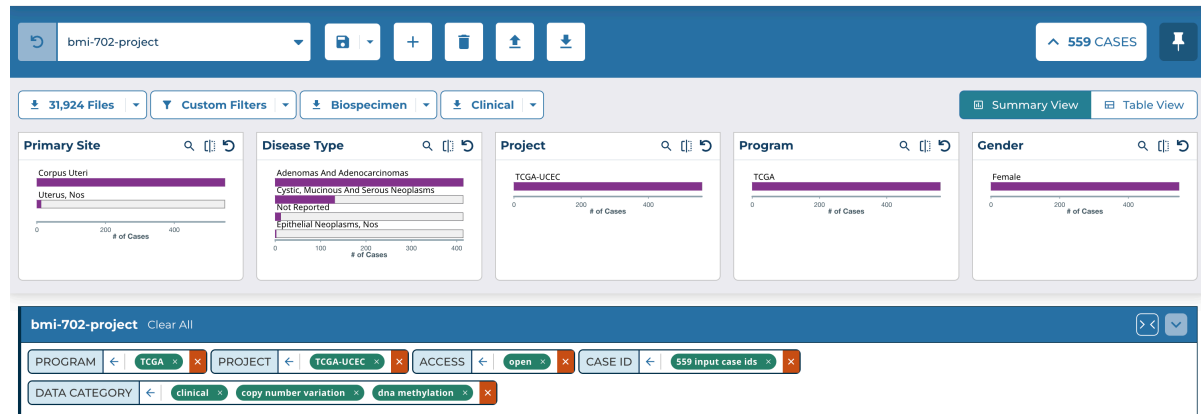 bmi-702-project
559 CASES
31,924 Files
Custom Filters
Biospecimen
Clinical
Summary View
Table View
Primary Site
Corpus Uteri
Uterus, Nos
0 200 400
# of Cases
Disease Type
Adenomas And Adenocarcinomas
Cystic, Mucinous And Serous Neoplasms
Not Reported
Epithelial Neoplasms, Nos
0 100 200 300 400
# of Cases
Project
TCGA-UCEC
0 200 400
# of Cases
Program
TCGA
0 200 400
# of Cases
Gender
Female
0 200 400
# of Cases
bmi-702-project Clear All
PROGRAM TCGA × × PROJECT TCGA-UCEC × × ACCESS open × × CASE ID 559 input case ids × ×
DATA CATEGORY clinical × copy number variation × dna methylation × ×